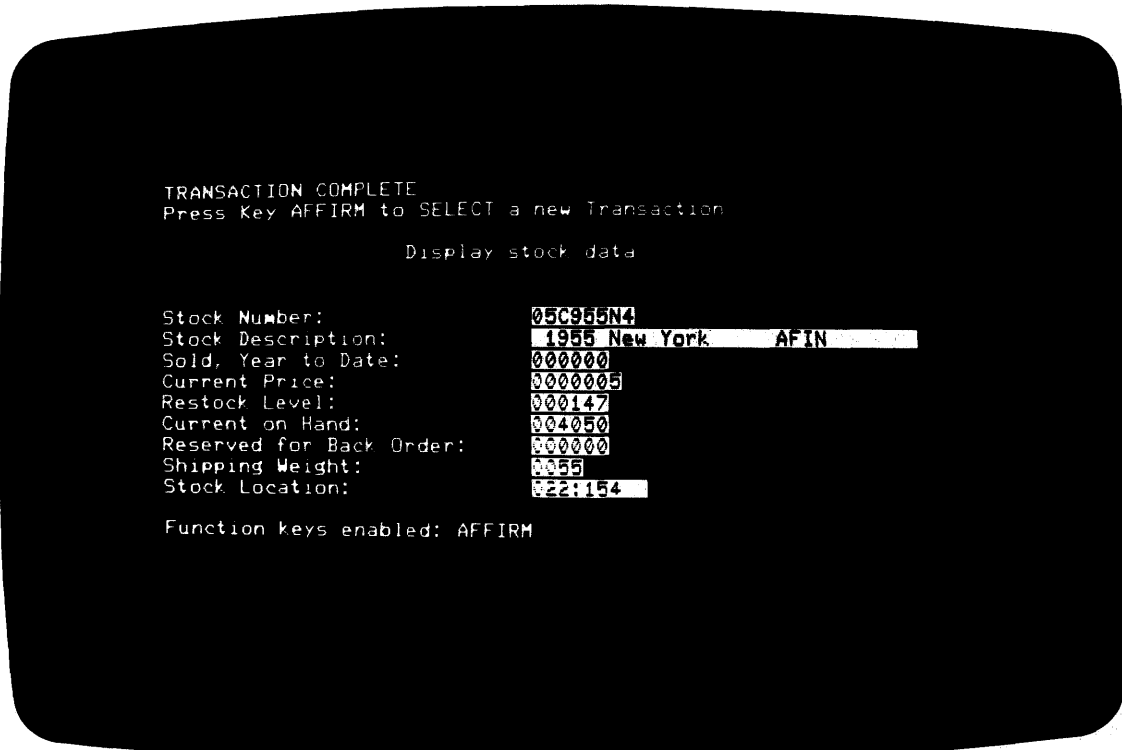 TRANSACTION COMPLETE
Press Key AFFIRM to SELECT a new Transaction
Display stock data
Stock Number: 05C955N4
Stock Description: 1955 New York AFIN
Sold, Year to Date: 000000
Current Price: 0000005
Restock Level: 000147
Current on Hand: 004050
Reserved for Back Order: 000000
Shipping Weight: 0055
Stock Location: 022:154
Function keys enabled: AFFIRM